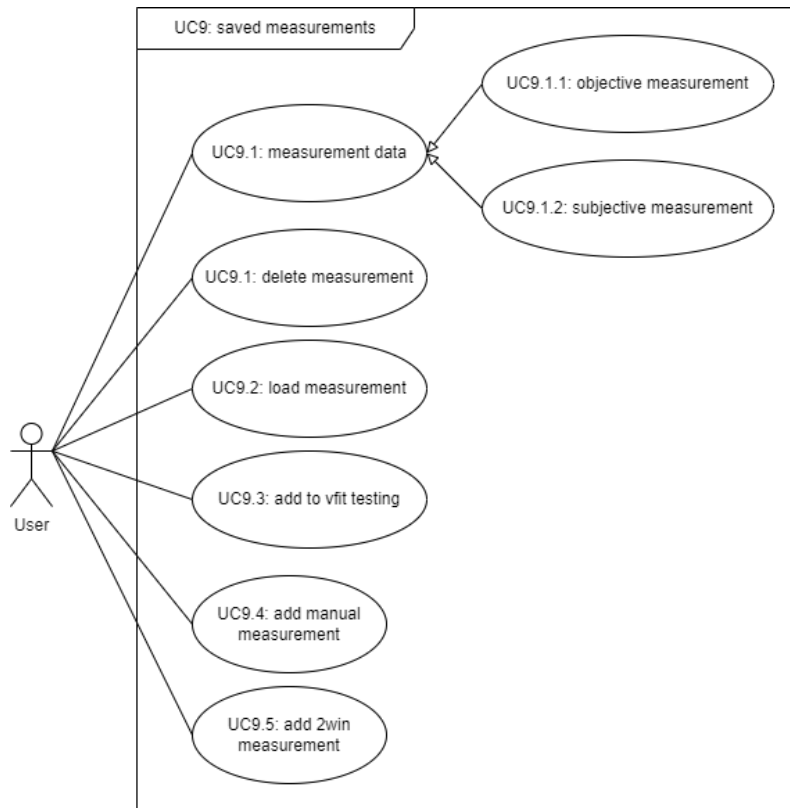 UC9: saved measurements
UC9.1.1: objective measurement
UC9.1: measurement data
UC9.1.2: subjective measurement
UC9.1: delete measurement
UC9.2: load measurement
UC9.3: add to vfit testing
User
UC9.4: add manual
measurement
UC9.5: add 2win
measurement